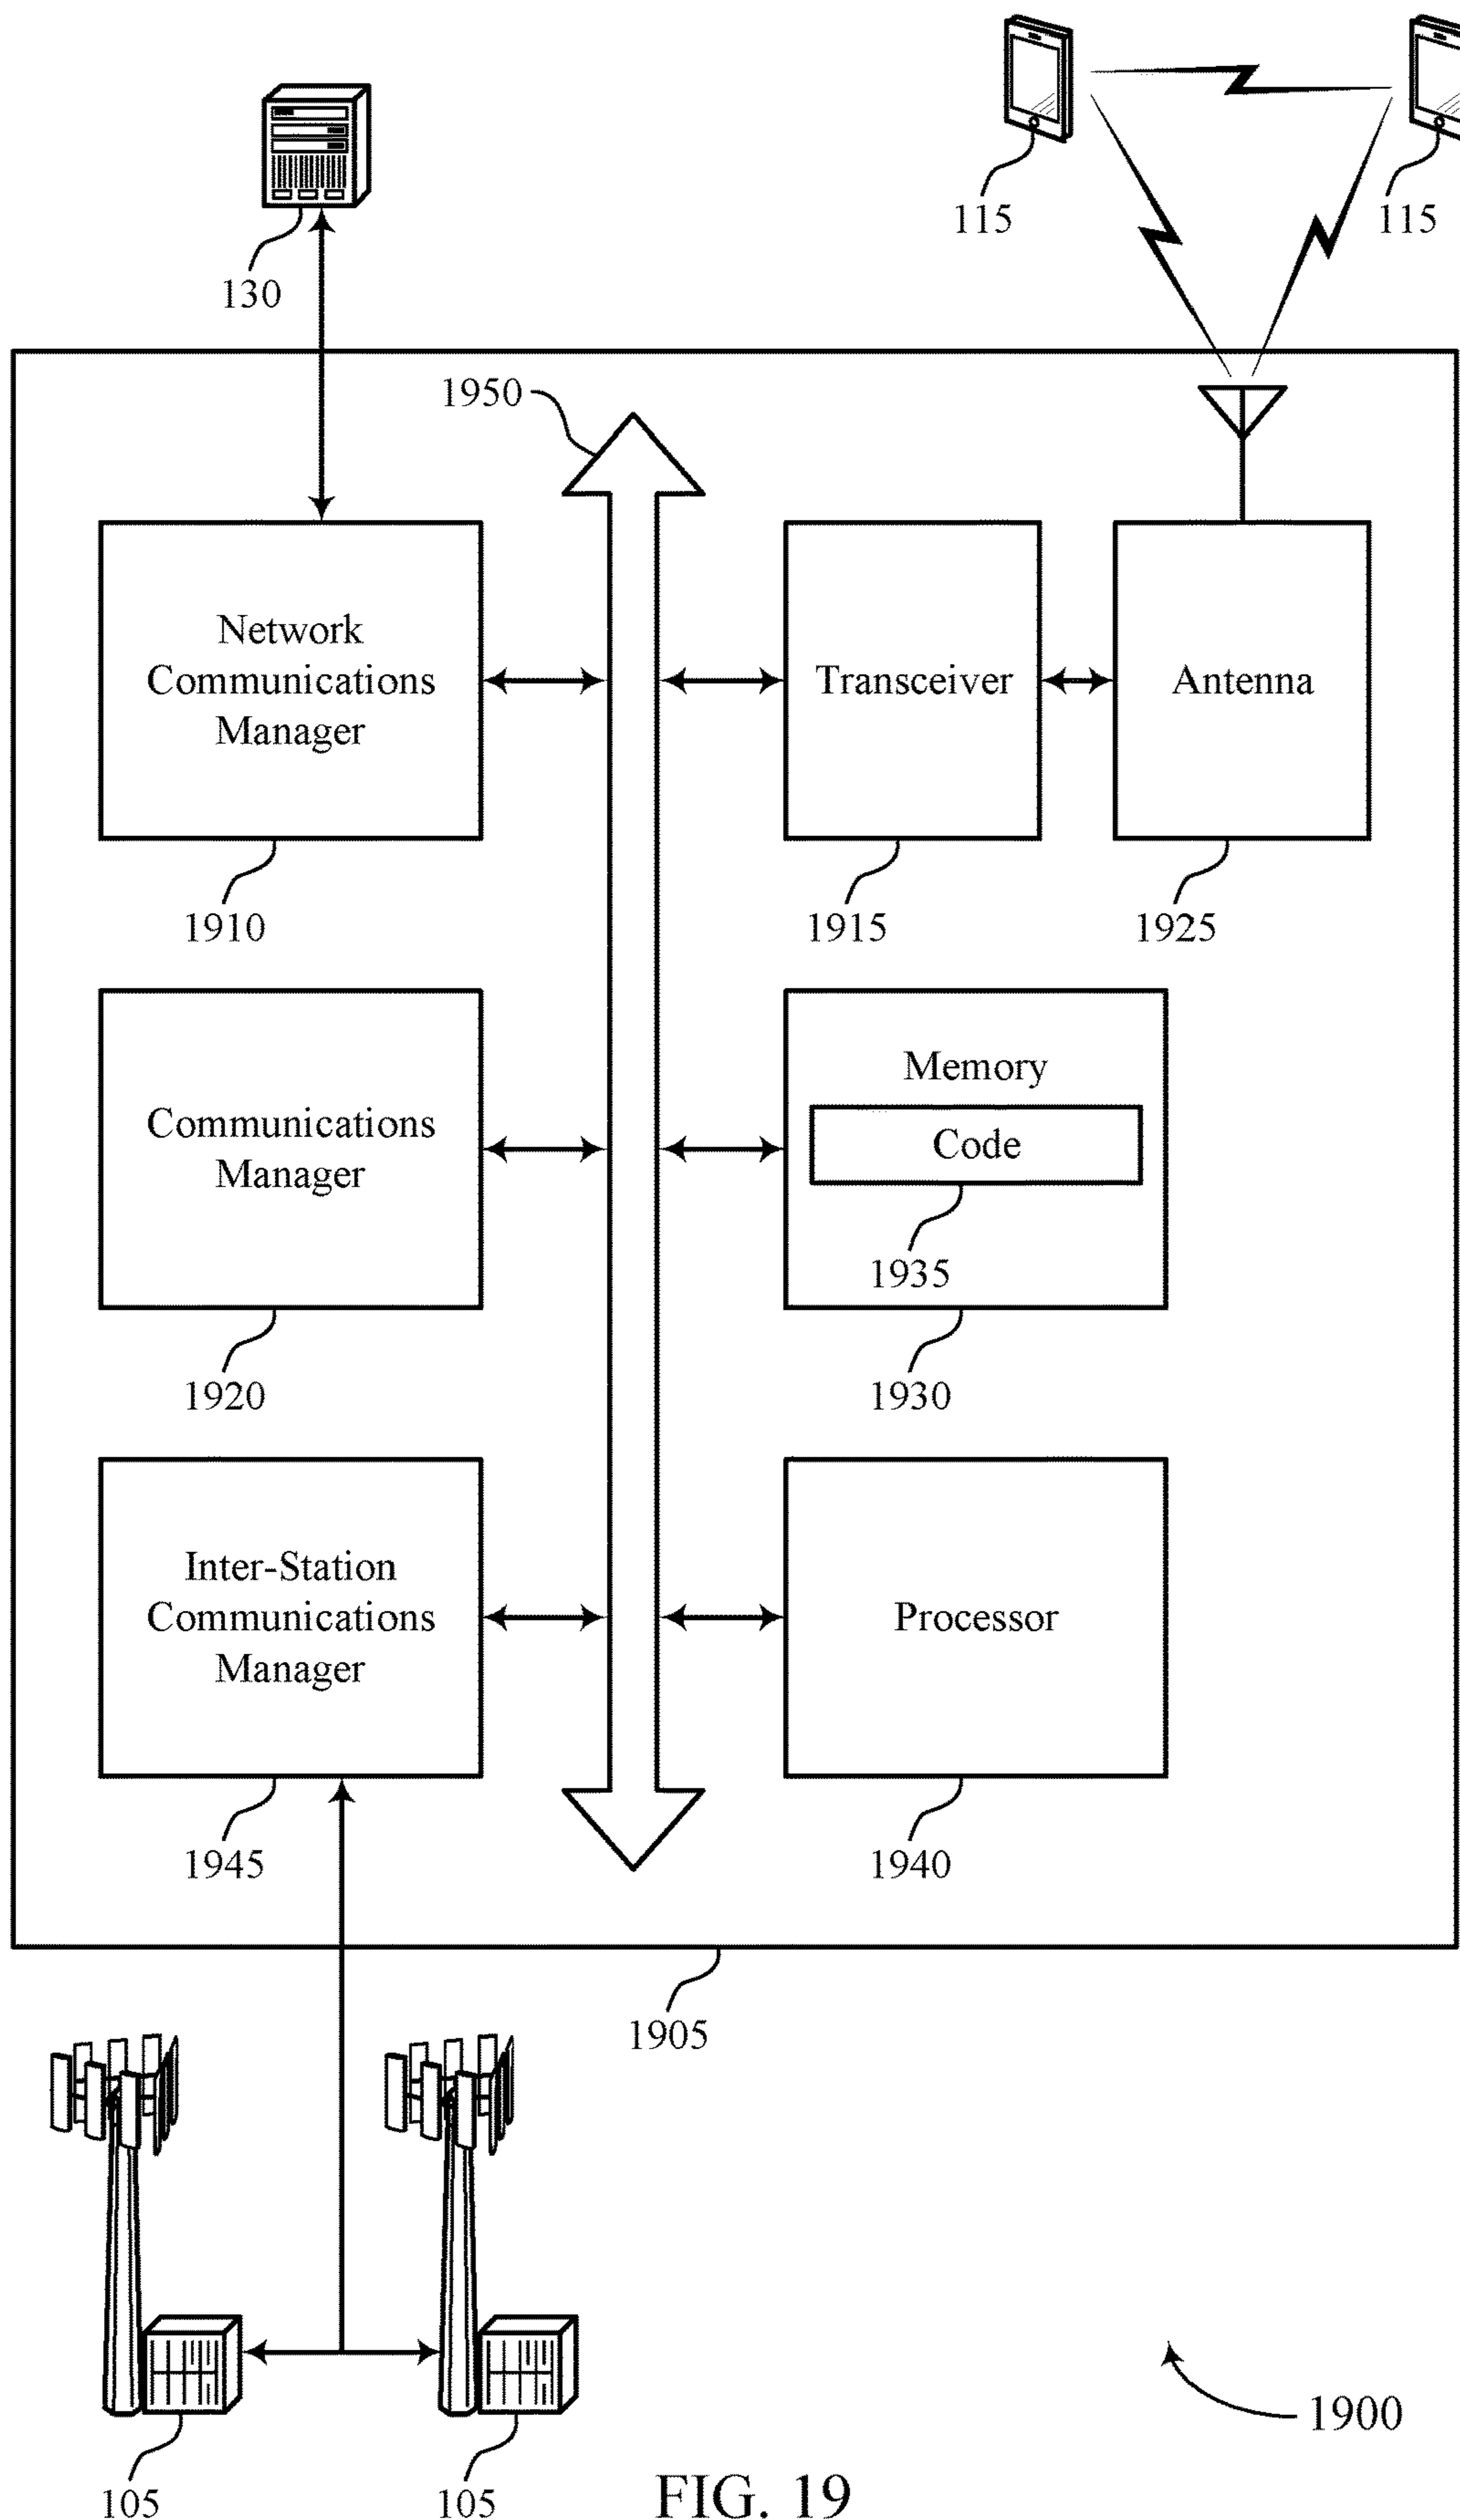 115
115
130
1950
Network
Communications
Manager
Transceiver
Antenna
1910
1915
1925
Communications
Manager
Memory
Code
1935
1920
1930
Inter-Station
Communications
Manager
Processor
1945
1940
1905
1900
105
105
FIG. 19